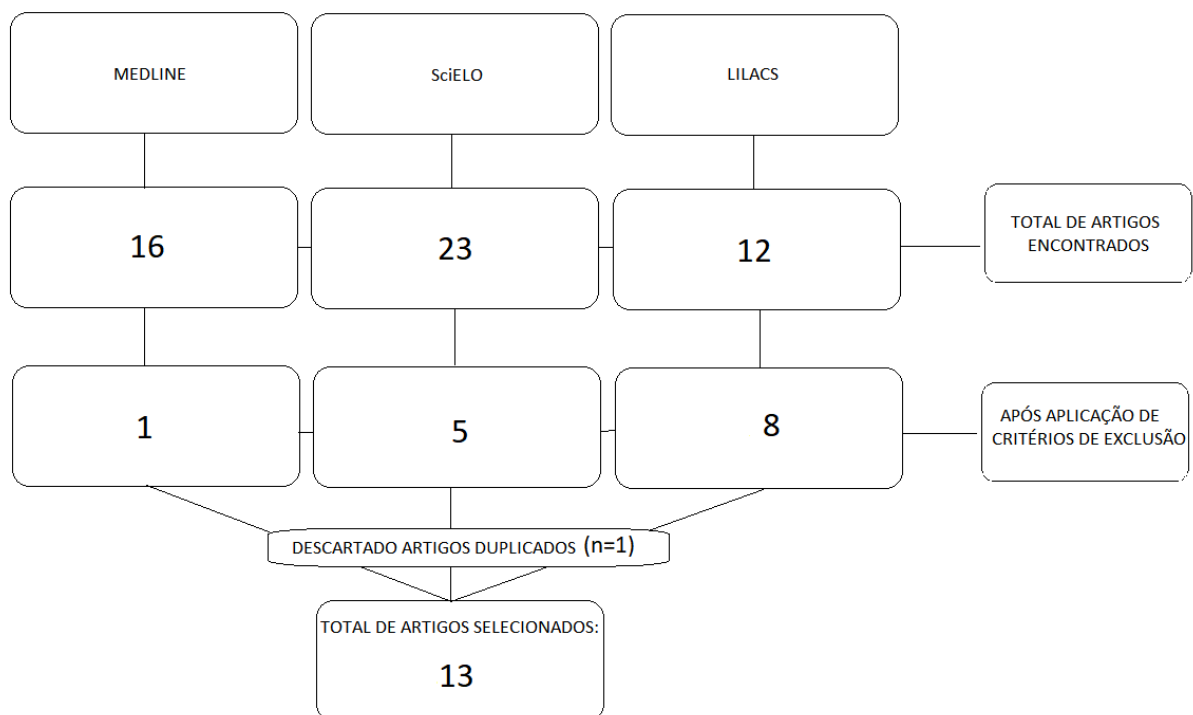 MEDLINE
SciELO
LILACS
16
23
12
TOTAL DE ARTIGOS
ENCONTRADOS
1
5
8
APÓS APLICAÇÃO DE
CRITÉRIOS DE EXCLUSÃO
DESCARTADO ARTIGOS DUPLICADOS (n=1)
TOTAL DE ARTIGOS SELECIONADOS:
13